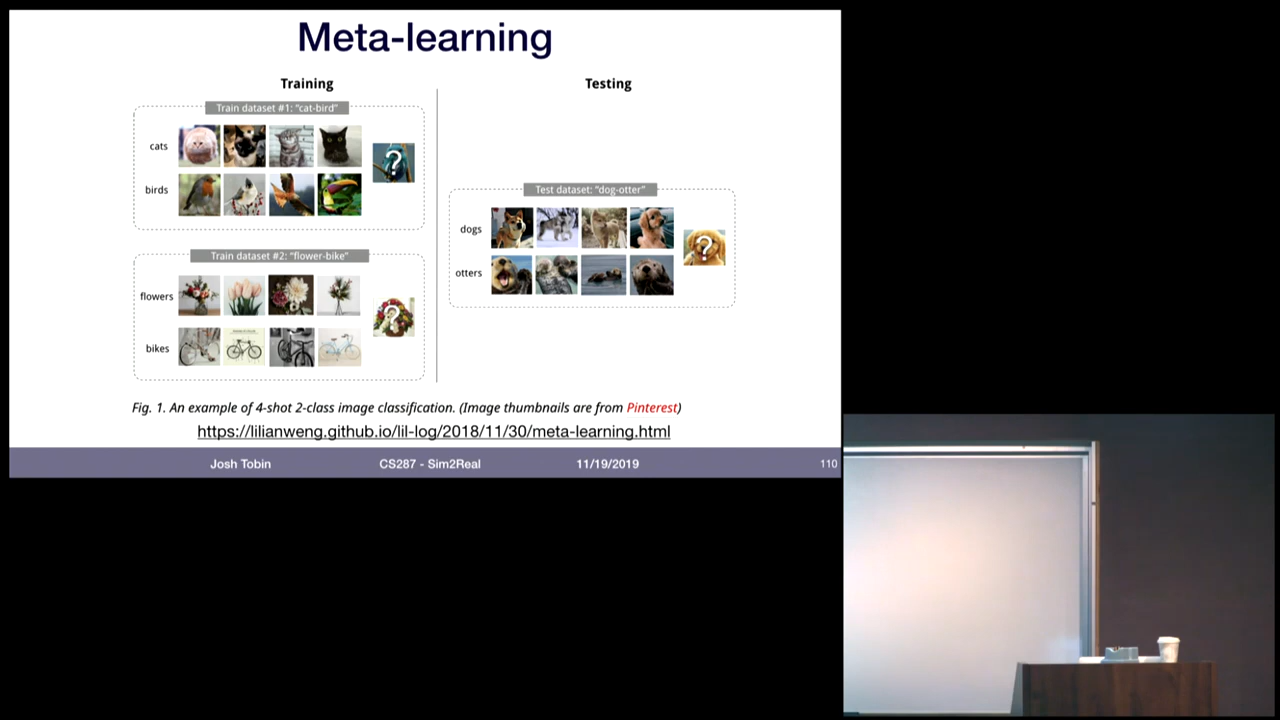 Meta-learning
Training
Train dataset #1: "cat-bird"
cats
?
birds
Train dataset #2: "flower-bike"
flowers
?
bikes
Testing
Test dataset: "dog-otter"
dogs
?
otters
Fig. 1. An example of 4-shot 2-class image classification. (Image thumbnails are from Pinterest)
https://lilianweng.github.io/lil-log/2018/11/30/meta-learning.html
Josh Tobin CS287 - Sim2Real 11/19/2019 110